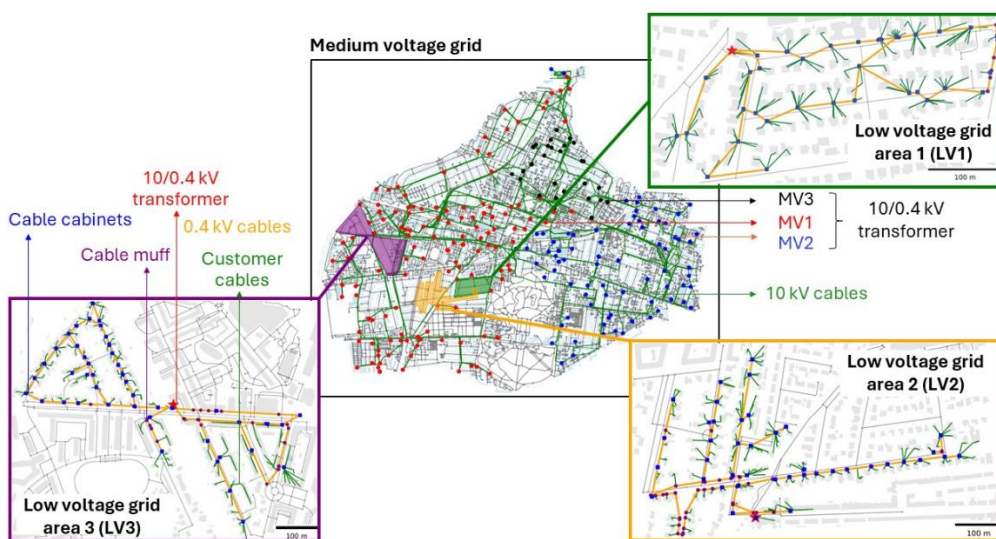 Medium voltage grid
Low voltage grid
area 1 (LV1)
100 m
10/0.4 kV
transformer
Cable cabinets
0.4 kV cables
Cable muff
Customer
cables
MV3
MV1
MV2
10/0.4 kV
transformer
10 kV cables
Low voltage grid
area 2 (LV2)
100 m
Low voltage grid
area 3 (LV3)
100 m